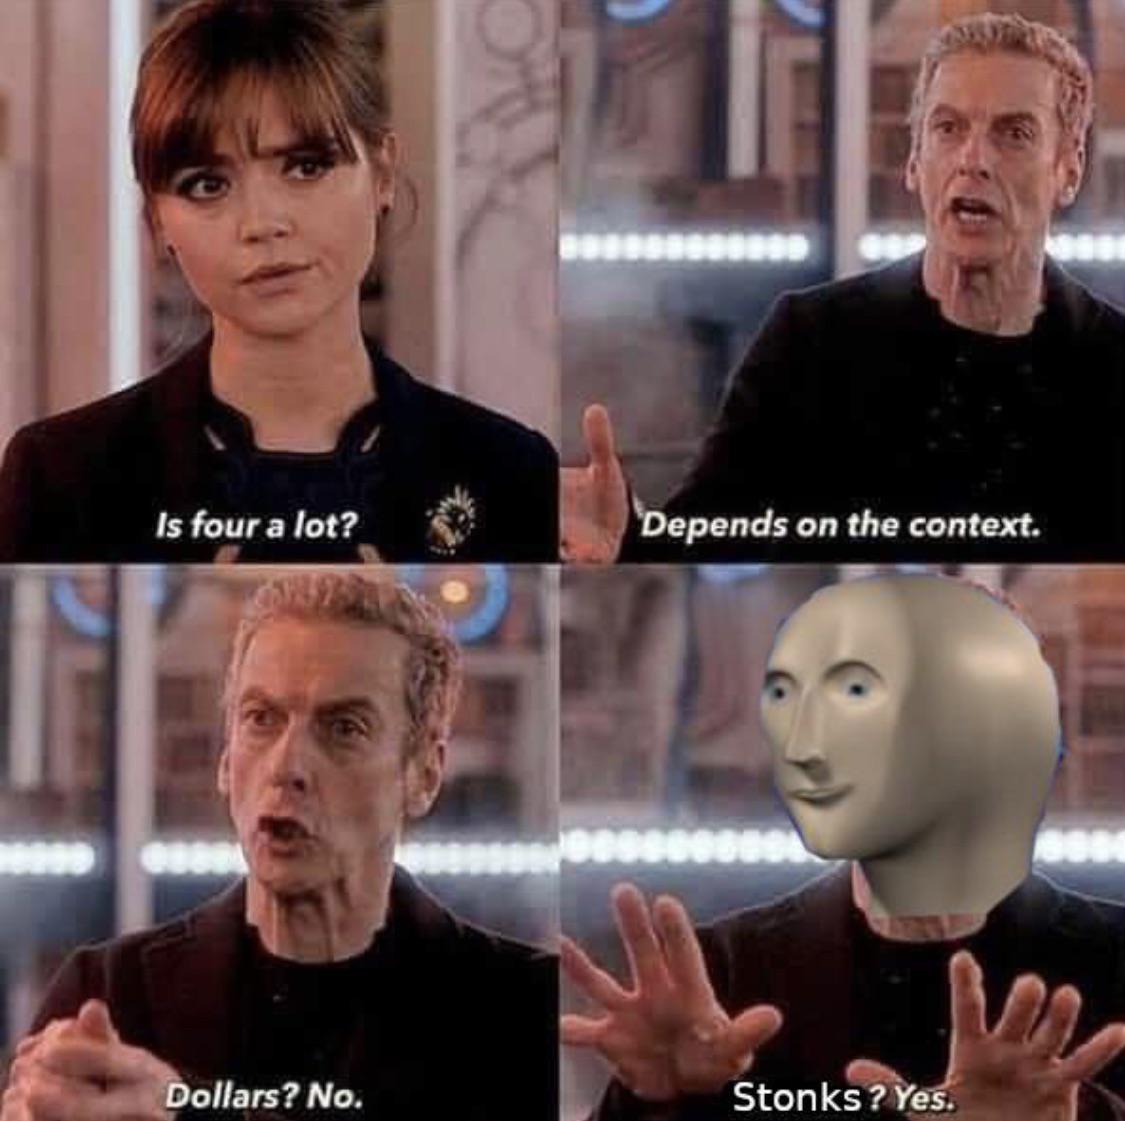 Is four a lot?
Depends on the context.
Dollars? No.
Stonks ? Yes.